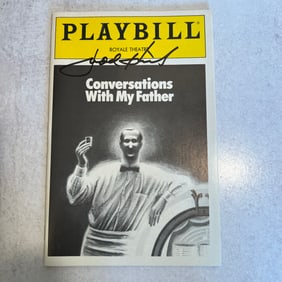 PLAYBILL®
ROYALE THEATRE
Conversations
With My Father